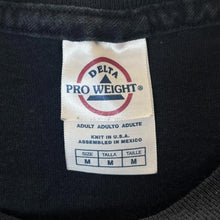 DELTA
PRO WEIGHT®
ADULT ADULTO ADULTE
KNIT IN U.S.A.
ASSEMBLED IN MEXICO
SIZE TALLA TAILLE
M M M